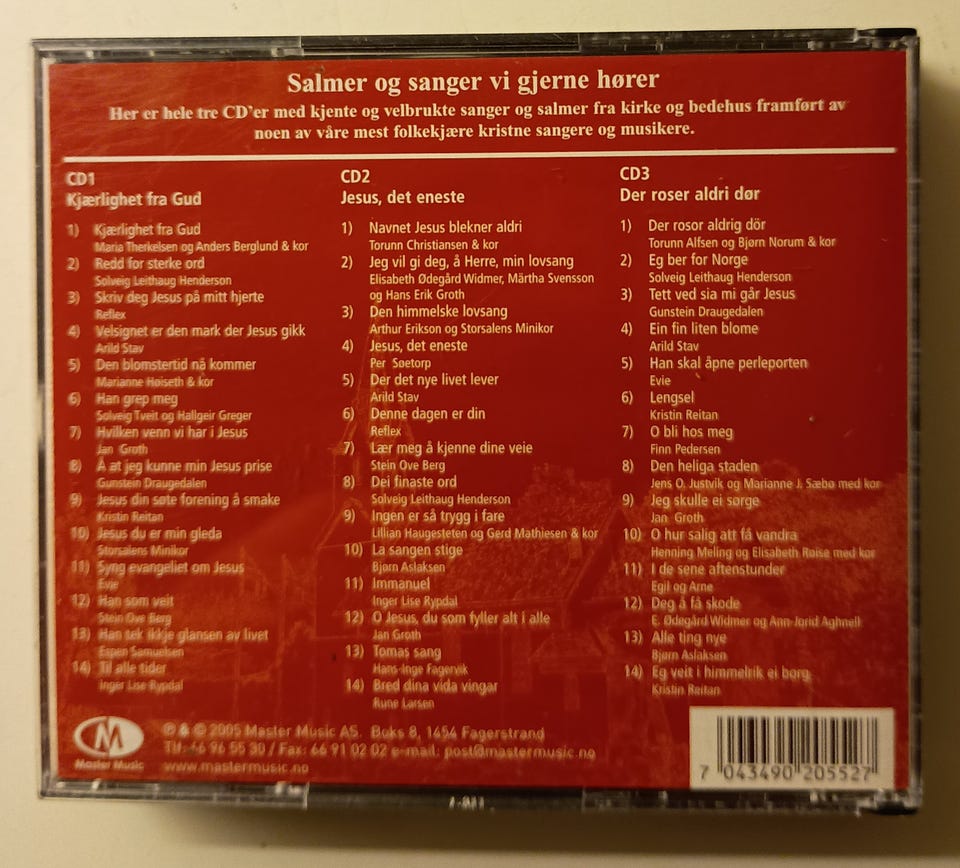 Salmer og sanger vi gjerne hører
Her er hele tre CD'er med kjente og velbrukte sanger og salmer fra kirke og bedehus framført av
noen av våre mest folkekjære kristne sangere og musikere.
CD1
Kjærlighet fra Gud
1) Kjærlighet fra Gud
Maria Therkelsen og Anders Berglund & kor
2) Redd for sterke ord
Solveig Leithaug Henderson
3) Skriv deg Jesus på mitt hjerte
Reflex
4) Velsignet er den mark der Jesus gikk
Arild Stav
5) Den blomstertid nå kommer
Marianne Høiseth & kor
6) Han grep meg
Solveig Tveit og Hallgeir Greger
7) Hvilken venn vi har i Jesus
Jan Groth
8) Å at jeg kunne min Jesus prise
Gunstein Draugedalen
9) Jesus din søte forening å smake
Kristin Reitan
10) Jesus du er min gleda
Storsalens Minikor
11) Syng evangeliet om Jesus
Evie
12) Han som veit
Stein Ove Berg
13) Han tek ikkje glansen av livet
Espen Samuelsen
14) Til alle tider
Inger Lise Rypdal
CD2
Jesus, det eneste
1) Navnet Jesus blekner aldri
Torunn Christiansen & kor
2) Jeg vil gi deg, å Herre, min lovsang
Elisabeth Ødegård Widmer, Märtha Svensson
og Hans Erik Groth
3) Den himmelske lovsang
Arthur Erikson og Storsalens Minikor
4) Jesus, det eneste
Per Søetorp
5) Der det nye livet lever
Arild Stav
6) Denne dagen er din
Reflex
7) Lær meg å kjenne dine veie
Stein Ove Berg
8) Dei finaste ord
Solveig Leithaug Henderson
9) Ingen er så trygg i fare
Lillian Haugesteten og Gerd Mathiesen & kor
10) La sangen stige
Bjørn Aslaksen
11) Immanuel
Inger Lise Rypdal
12) O Jesus, du som fyller alt i alle
Jan Groth
13) Tomas sang
Hans-Inge Fagervik
14) Bred dina vida vingar
Rune Larsen
CD3
Der roser aldri dør
1) Der rosor aldrig dör
Torunn Alfsen og Bjørn Norum & kor
2) Eg ber for Norge
Solveig Leithaug Henderson
3) Tett ved sia mi går Jesus
Gunstein Draugedalen
4) Ein fin liten blome
Arild Stav
5) Han skal åpne perleporten
Evie
6) Lengsel
Kristin Reitan
7) O bli hos meg
Finn Pedersen
8) Den heliga staden
Jens O. Justvik og Marianne J. Sæbø med kor
9) Jeg skulle ei sørge
Jan Groth
10) O hur salig att få vandra
Henning Meling og Elisabeth Røise med kor
11) I de sene aftenstunder
Egil og Arne
12) Deg å få skode
E. Ødegård Widmer og Ann-Jorid Aghnell
13) Alle ting nye
Bjørn Aslaksen
14) Eg veit i himmelrik ei borg
Kristin Reitan
M
Master Music
℗ & © 2005 Master Music AS. Boks 8, 1454 Fagerstrand
Tlf: 66 96 55 30 / Fax: 66 91 02 02 e-mail: post@mastermusic.no
www.mastermusic.no
7 043490 205527